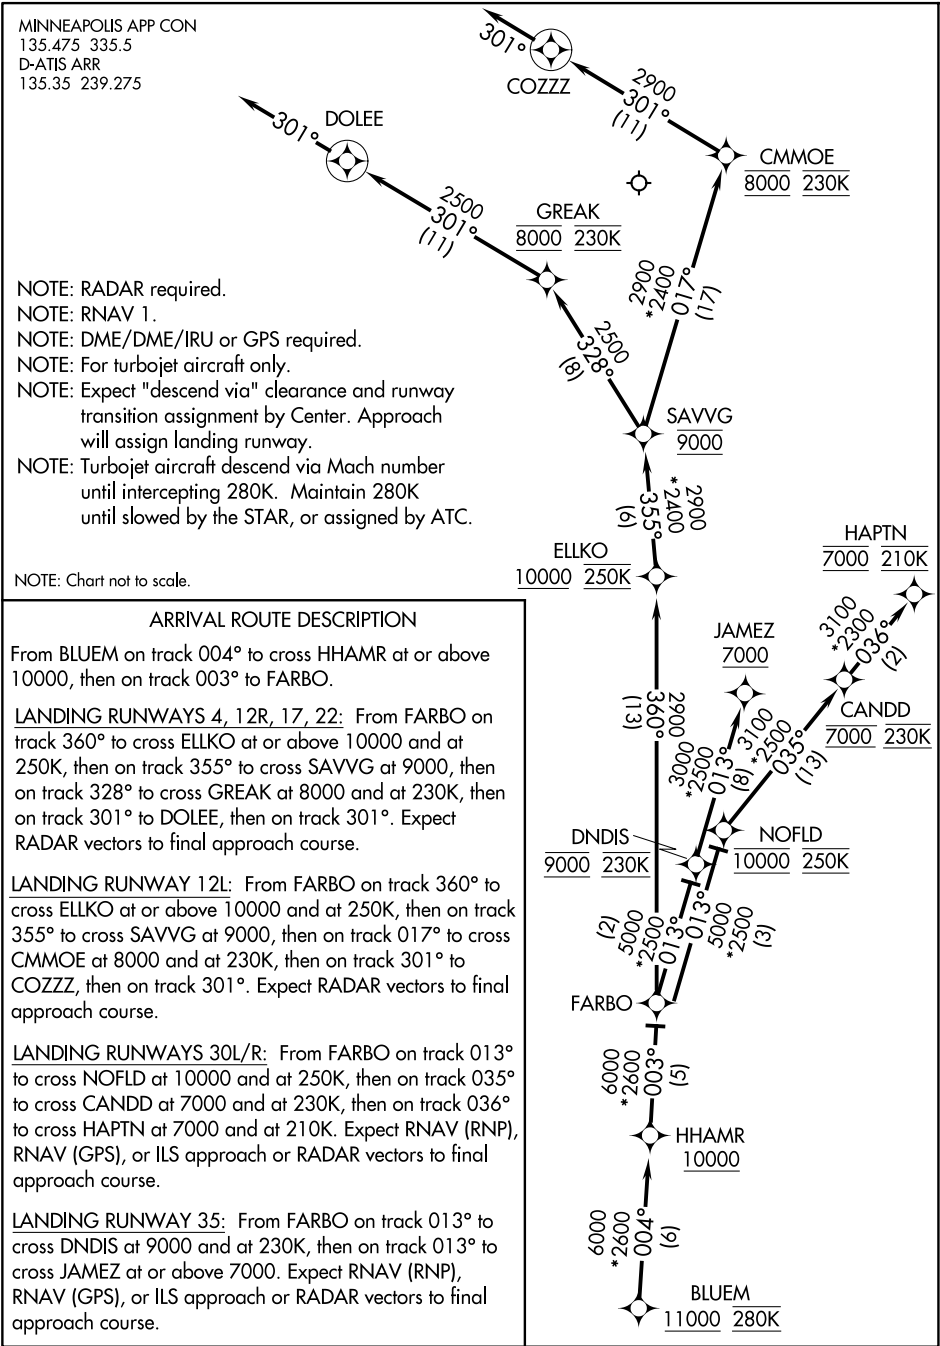 MINNEAPOLIS APP CON
135.475 335.5
D-ATIS ARR
135.35 239.275
301°
COZZZ
2900
301°
(11)
CMMOE
8000 230K
301°
DOLEE
2500
301°
(11)
GREAK
8000 230K
2900
*2400
017°
(17)
2500
328°
(8)
SAVVG
9000
NOTE: RADAR required.
NOTE: RNAV 1.
NOTE: DME/DME/IRU or GPS required.
NOTE: For turbojet aircraft only.
NOTE: Expect "descend via" clearance and runway
transition assignment by Center. Approach
will assign landing runway.
NOTE: Turbojet aircraft descend via Mach number
until intercepting 280K. Maintain 280K
until slowed by the STAR, or assigned by ATC.
NOTE: Chart not to scale.
2900
*2400
355°
(6)
ELLKO
10000 250K
HAPTN
7000 210K
3100
*2300
036°
(2)
JAMEZ
7000
CANDD
7000 230K
2900
360°
(13)
3000
*2500
013°
(8)
3100
*2500
035°
(13)
DNDIS
9000 230K
NOFLD
10000 250K
(2)
5000
*2500
013°
013°
5000
*2500
(3)
FARBO
6000
*2600
003°
(5)
HHAMR
10000
6000
*2600
004°
(6)
BLUEM
11000 280K
ARRIVAL ROUTE DESCRIPTION
From BLUEM on track 004° to cross HHAMR at or above
10000, then on track 003° to FARBO.
LANDING RUNWAYS 4, 12R, 17, 22: From FARBO on
track 360° to cross ELLKO at or above 10000 and at
250K, then on track 355° to cross SAVVG at 9000, then
on track 328° to cross GREAK at 8000 and at 230K, then
on track 301° to DOLEE, then on track 301°. Expect
RADAR vectors to final approach course.
LANDING RUNWAY 12L: From FARBO on track 360° to
cross ELLKO at or above 10000 and at 250K, then on track
355° to cross SAVVG at 9000, then on track 017° to cross
CMMOE at 8000 and at 230K, then on track 301° to
COZZZ, then on track 301°. Expect RADAR vectors to final
approach course.
LANDING RUNWAYS 30L/R: From FARBO on track 013°
to cross NOFLD at 10000 and at 250K, then on track 035°
to cross CANDD at 7000 and at 230K, then on track 036°
to cross HAPTN at 7000 and at 210K. Expect RNAV (RNP),
RNAV (GPS), or ILS approach or RADAR vectors to final
approach course.
LANDING RUNWAY 35: From FARBO on track 013° to
cross DNDIS at 9000 and at 230K, then on track 013° to
cross JAMEZ at or above 7000. Expect RNAV (RNP),
RNAV (GPS), or ILS approach or RADAR vectors to final
approach course.